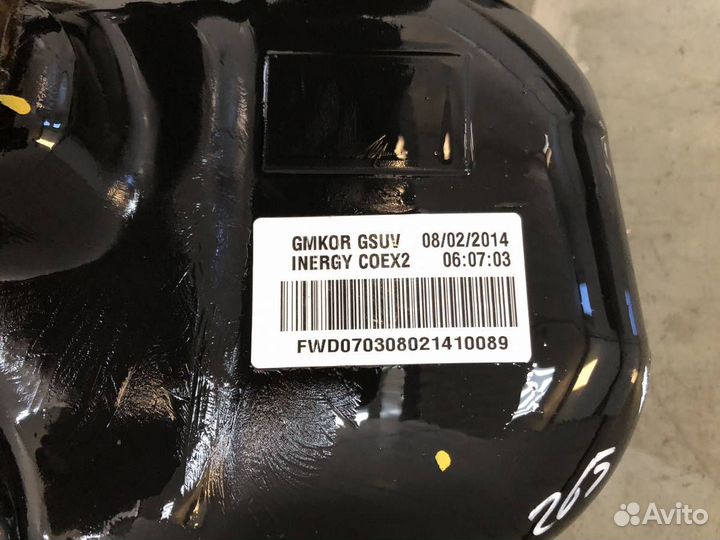 GMKOR GSUV 08/02/2014
INERGY COEX2 06:07:03
FWD070308021410089
265
Avito